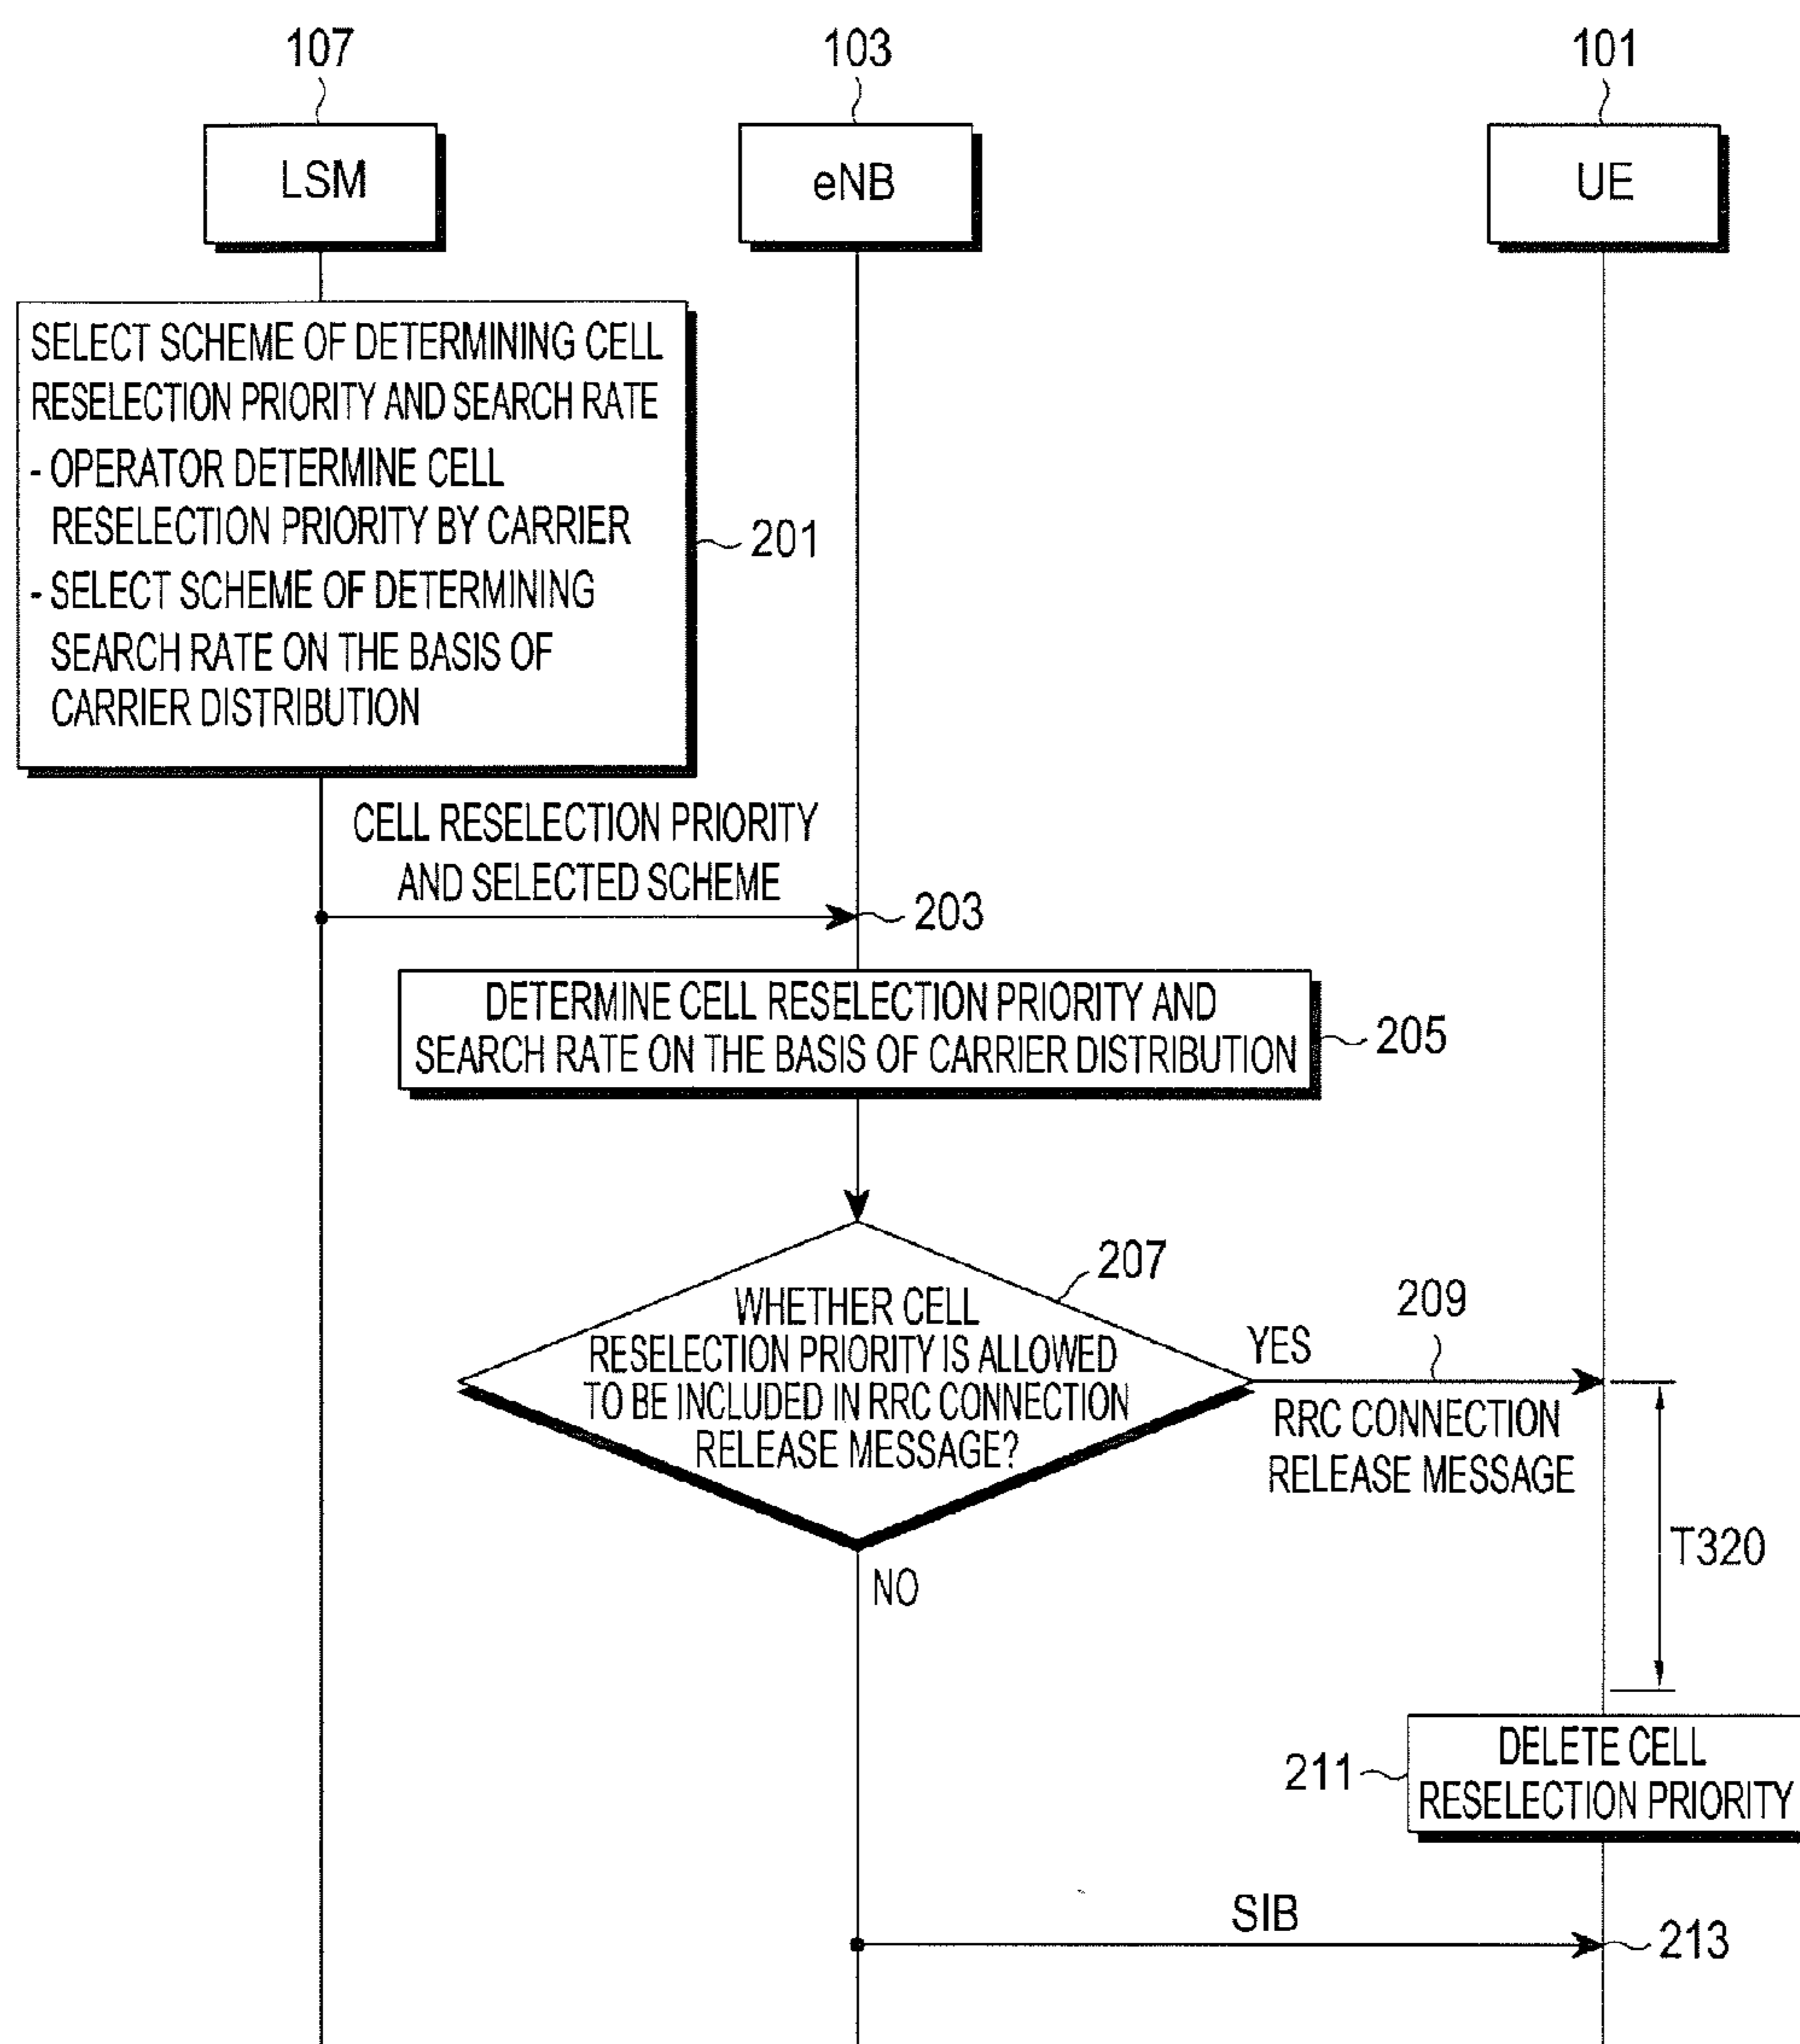 107
103
101
LSM
eNB
UE
SELECT SCHEME OF DETERMINING CELL
RESELECTION PRIORITY AND SEARCH RATE
- OPERATOR DETERMINE CELL
RESELECTION PRIORITY BY CARRIER
- SELECT SCHEME OF DETERMINING
SEARCH RATE ON THE BASIS OF
CARRIER DISTRIBUTION
201
CELL RESELECTION PRIORITY
AND SELECTED SCHEME
203
DETERMINE CELL RESELECTION PRIORITY AND
SEARCH RATE ON THE BASIS OF CARRIER DISTRIBUTION
205
207
WHETHER CELL
RESELECTION PRIORITY IS ALLOWED
TO BE INCLUDED IN RRC CONNECTION
RELEASE MESSAGE?
YES
209
RRC CONNECTION
RELEASE MESSAGE
T320
NO
211
DELETE CELL
RESELECTION PRIORITY
SIB
213